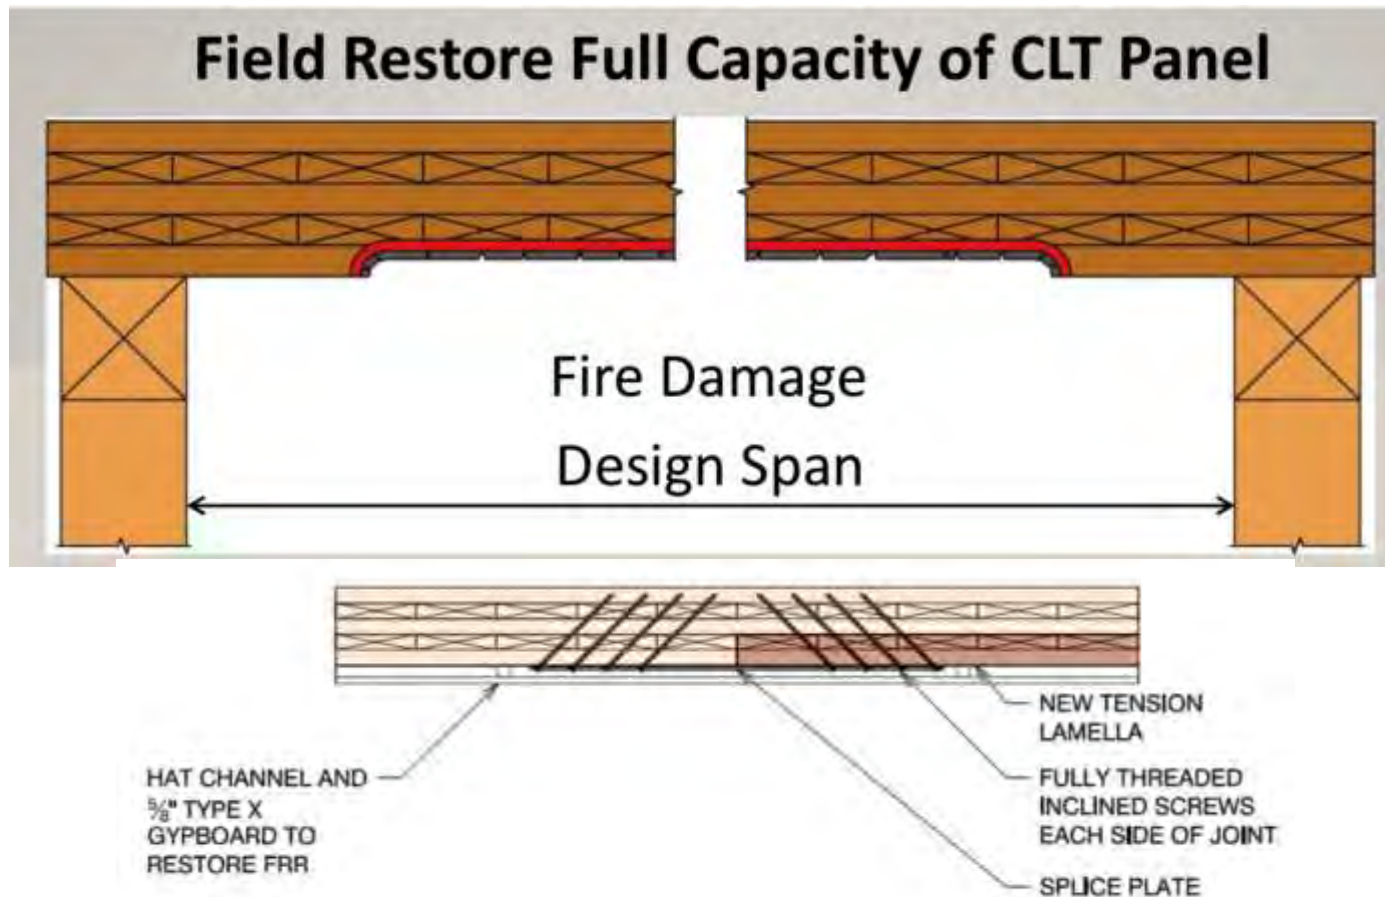 Field Restore Full Capacity of CLT Panel
Fire Damage
Design Span
HAT CHANNEL AND
⅝" TYPE X
GYPBOARD TO
RESTORE FRR
NEW TENSION
LAMELLA
FULLY THREADED
INCLINED SCREWS
EACH SIDE OF JOINT
SPLICE PLATE